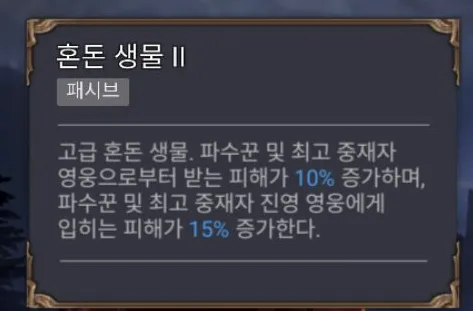 혼돈 생물 II
패시브
고급 혼돈 생물. 파수꾼 및 최고 중재자
영웅으로부터 받는 피해가 10% 증가하며,
파수꾼 및 최고 중재자 진영 영웅에게
입히는 피해가 15% 증가한다.